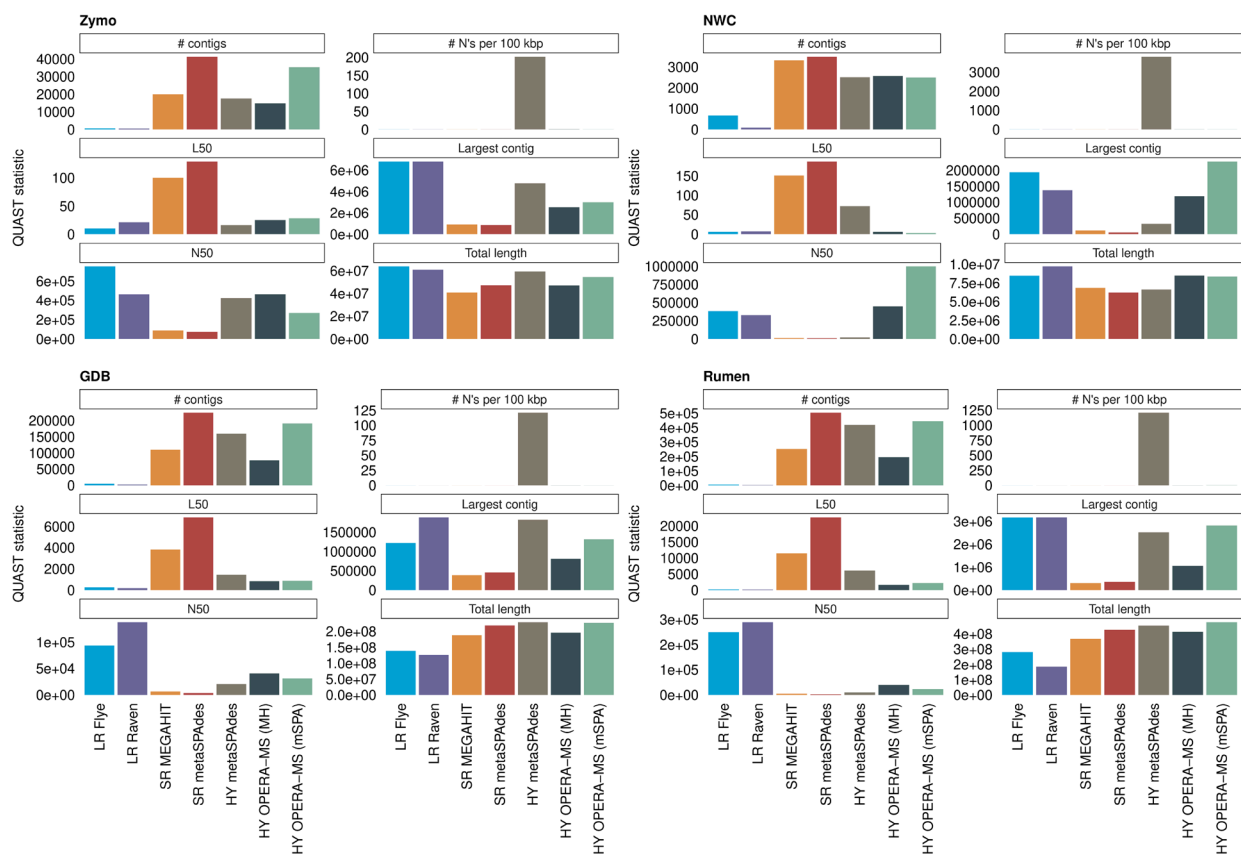 Zymo
# contigs
40000
30000
20000
10000
0
# N's per 100 kbp
200
150
100
50
0
L50
100
50
0
Largest contig
6e+06
4e+06
2e+06
0e+00
N50
6e+05
4e+05
2e+05
0e+00
Total length
6e+07
4e+07
2e+07
0e+00
QUAST statistic
NWC
# contigs
3000
2000
1000
0
# N's per 100 kbp
3000
2000
1000
0
L50
150
100
50
0
Largest contig
2000000
1500000
1000000
500000
0
N50
1000000
750000
500000
250000
0
Total length
1.0e+07
7.5e+06
5.0e+06
2.5e+06
0.0e+00
QUAST statistic
GDB
# contigs
200000
150000
100000
50000
0
# N's per 100 kbp
125
100
75
50
25
0
L50
6000
4000
2000
0
Largest contig
1500000
1000000
500000
0
N50
1e+05
5e+04
0e+00
Total length
2.0e+08
1.5e+08
1.0e+08
5.0e+07
0.0e+00
QUAST statistic
LR Flye
LR Raven
SR MEGAHIT
SR metaSPAdes
HY metaSPAdes
HY OPERA−MS (MH)
HY OPERA−MS (mSPA)
LR Flye
LR Raven
SR MEGAHIT
SR metaSPAdes
HY metaSPAdes
HY OPERA−MS (MH)
HY OPERA−MS (mSPA)
Rumen
# contigs
5e+05
4e+05
3e+05
2e+05
1e+05
0e+00
# N's per 100 kbp
1250
1000
750
500
250
0
L50
20000
15000
10000
5000
0
Largest contig
3e+06
2e+06
1e+06
0e+00
N50
3e+05
2e+05
1e+05
0e+00
Total length
4e+08
3e+08
2e+08
1e+08
0e+00
QUAST statistic
LR Flye
LR Raven
SR MEGAHIT
SR metaSPAdes
HY metaSPAdes
HY OPERA−MS (MH)
HY OPERA−MS (mSPA)
LR Flye
LR Raven
SR MEGAHIT
SR metaSPAdes
HY metaSPAdes
HY OPERA−MS (MH)
HY OPERA−MS (mSPA)